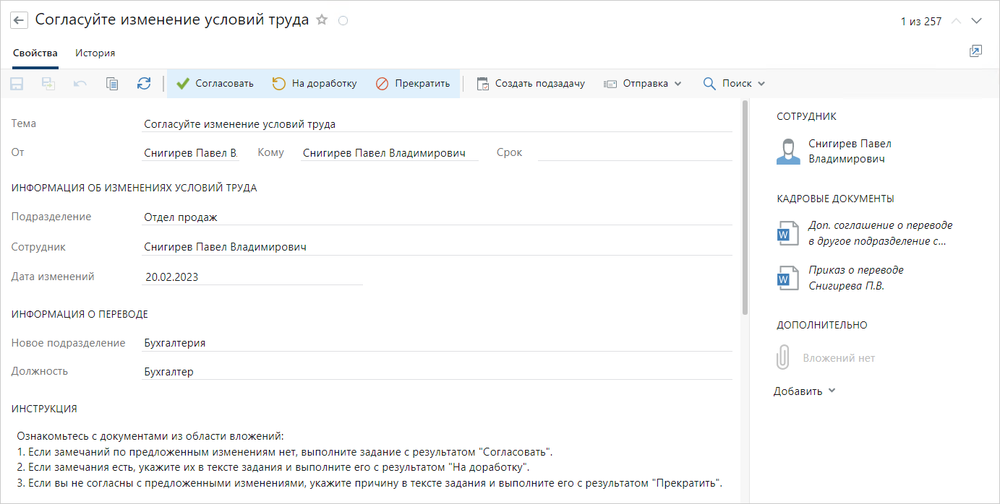 Согласуйте изменение условий труда
1 из 257
Свойства История
Согласовать На доработку Прекратить Создать подзадачу Отправка Поиск
Тема Согласуйте изменение условий труда
От Снигирев Павел В. Кому Снигирев Павел Владимирович Срок
ИНФОРМАЦИЯ ОБ ИЗМЕНЕНИЯХ УСЛОВИЙ ТРУДА
Подразделение Отдел продаж
Сотрудник Снигирев Павел Владимирович
Дата изменений 20.02.2023
ИНФОРМАЦИЯ О ПЕРЕВОДЕ
Новое подразделение Бухгалтерия
Должность Бухгалтер
ИНСТРУКЦИЯ
Ознакомьтесь с документами из области вложений:
1. Если замечаний по предложенным изменениям нет, выполните задание с результатом "Согласовать".
2. Если замечания есть, укажите их в тексте задания и выполните его с результатом "На доработку".
3. Если вы не согласны с предложенными изменениями, укажите причину в тексте задания и выполните его с результатом "Прекратить".
СОТРУДНИК
Снигирев Павел
Владимирович
КАДРОВЫЕ ДОКУМЕНТЫ
W
Доп. соглашение о переводе
в другое подразделение с...
W
Приказ о переводе
Снигирева П.В.
ДОПОЛНИТЕЛЬНО
Вложений нет
Добавить